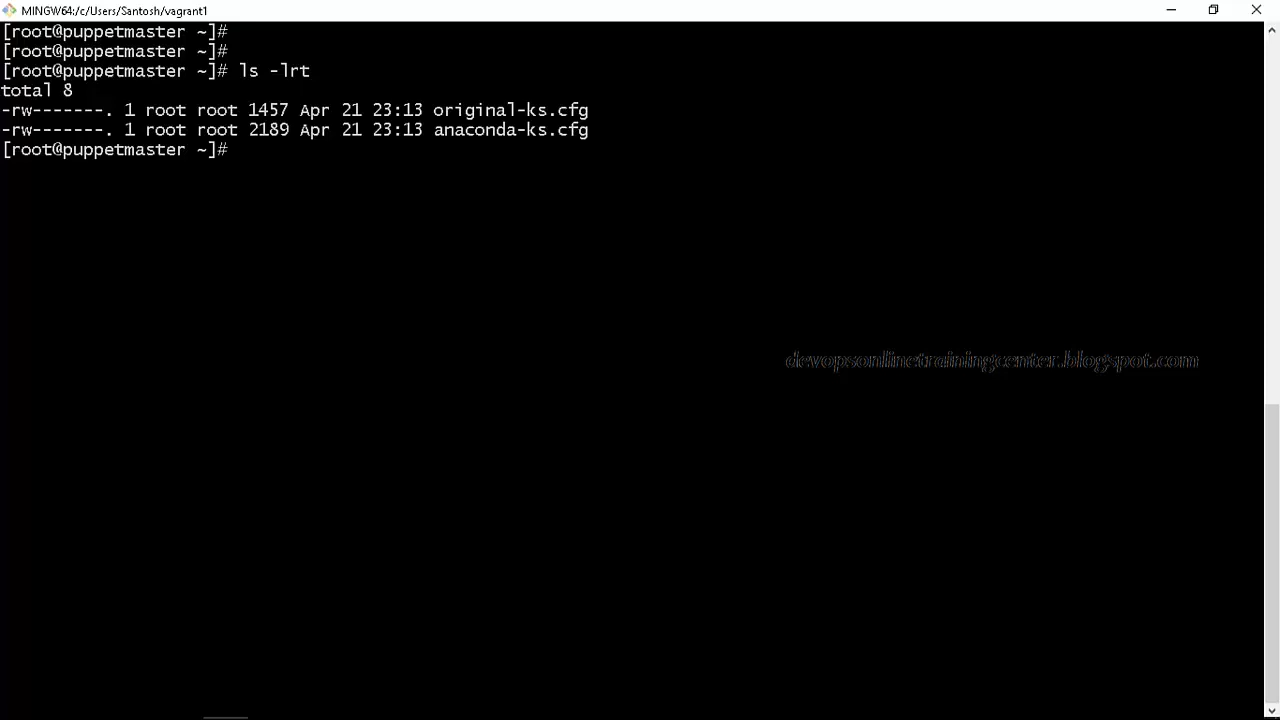 MINGW64:/c/Users/Santosh/vagrant1
[root@puppetmaster ~]#
[root@puppetmaster ~]#
[root@puppetmaster ~]# ls -lrt
total 8
-rw-------. 1 root root 1457 Apr 21 23:13 original-ks.cfg
-rw-------. 1 root root 2189 Apr 21 23:13 anaconda-ks.cfg
[root@puppetmaster ~]#
devopsonlinetrainingcenter.blogspot.com